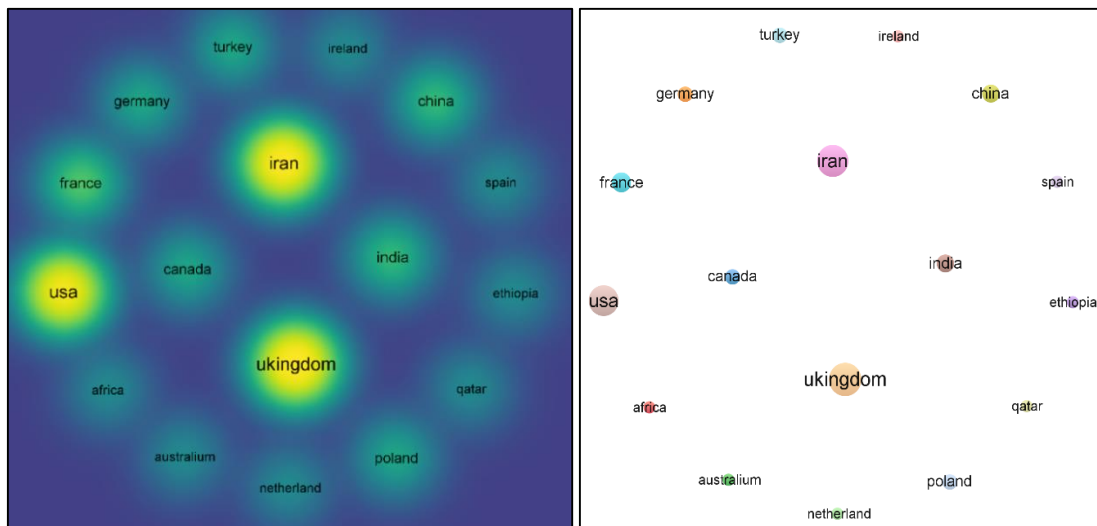 turkey
ireland
germany
china
iran
france
spain
india
canada
usa
ethiopia
ukingdom
africa
qatar
australium
poland
netherland
turkey
ireland
germany
china
iran
france
spain
india
canada
usa
ethiopia
ukingdom
africa
qatar
australium
poland
netherland